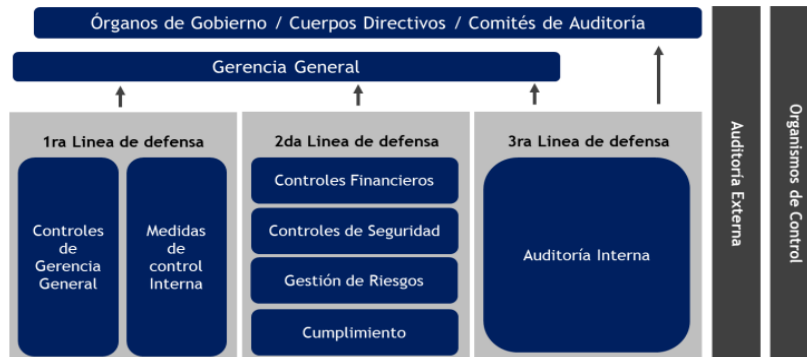 Órganos de Gobierno / Cuerpos Directivos / Comités de Auditoría
Gerencia General
1ra Linea de defensa
Controles
de
Gerencia
General
Medidas
de
control
Interna
2da Linea de defensa
Controles Financieros
Controles de Seguridad
Gestión de Riesgos
Cumplimiento
3ra Linea de defensa
Auditoría Interna
Auditoría Externa
Organismos de Control